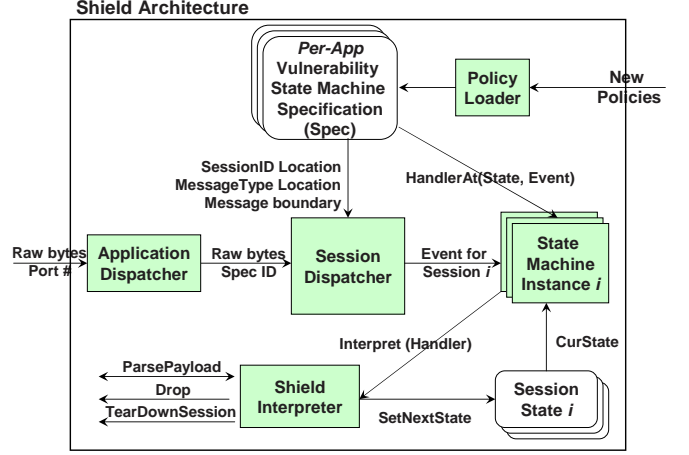 Shield Architecture
Per-App
Vulnerability
State Machine
Specification
(Spec)
Policy
Loader
New
Policies
SessionID Location
MessageType Location
Message boundary
HandlerAt(State, Event)
Raw bytes
Port #
Application
Dispatcher
Raw bytes
Spec ID
Session
Dispatcher
Event for
Session i
State
Machine
Instance i
Interpret (Handler)
CurState
ParsePayload
Drop
TearDownSession
Shield
Interpreter
SetNextState
Session
State i